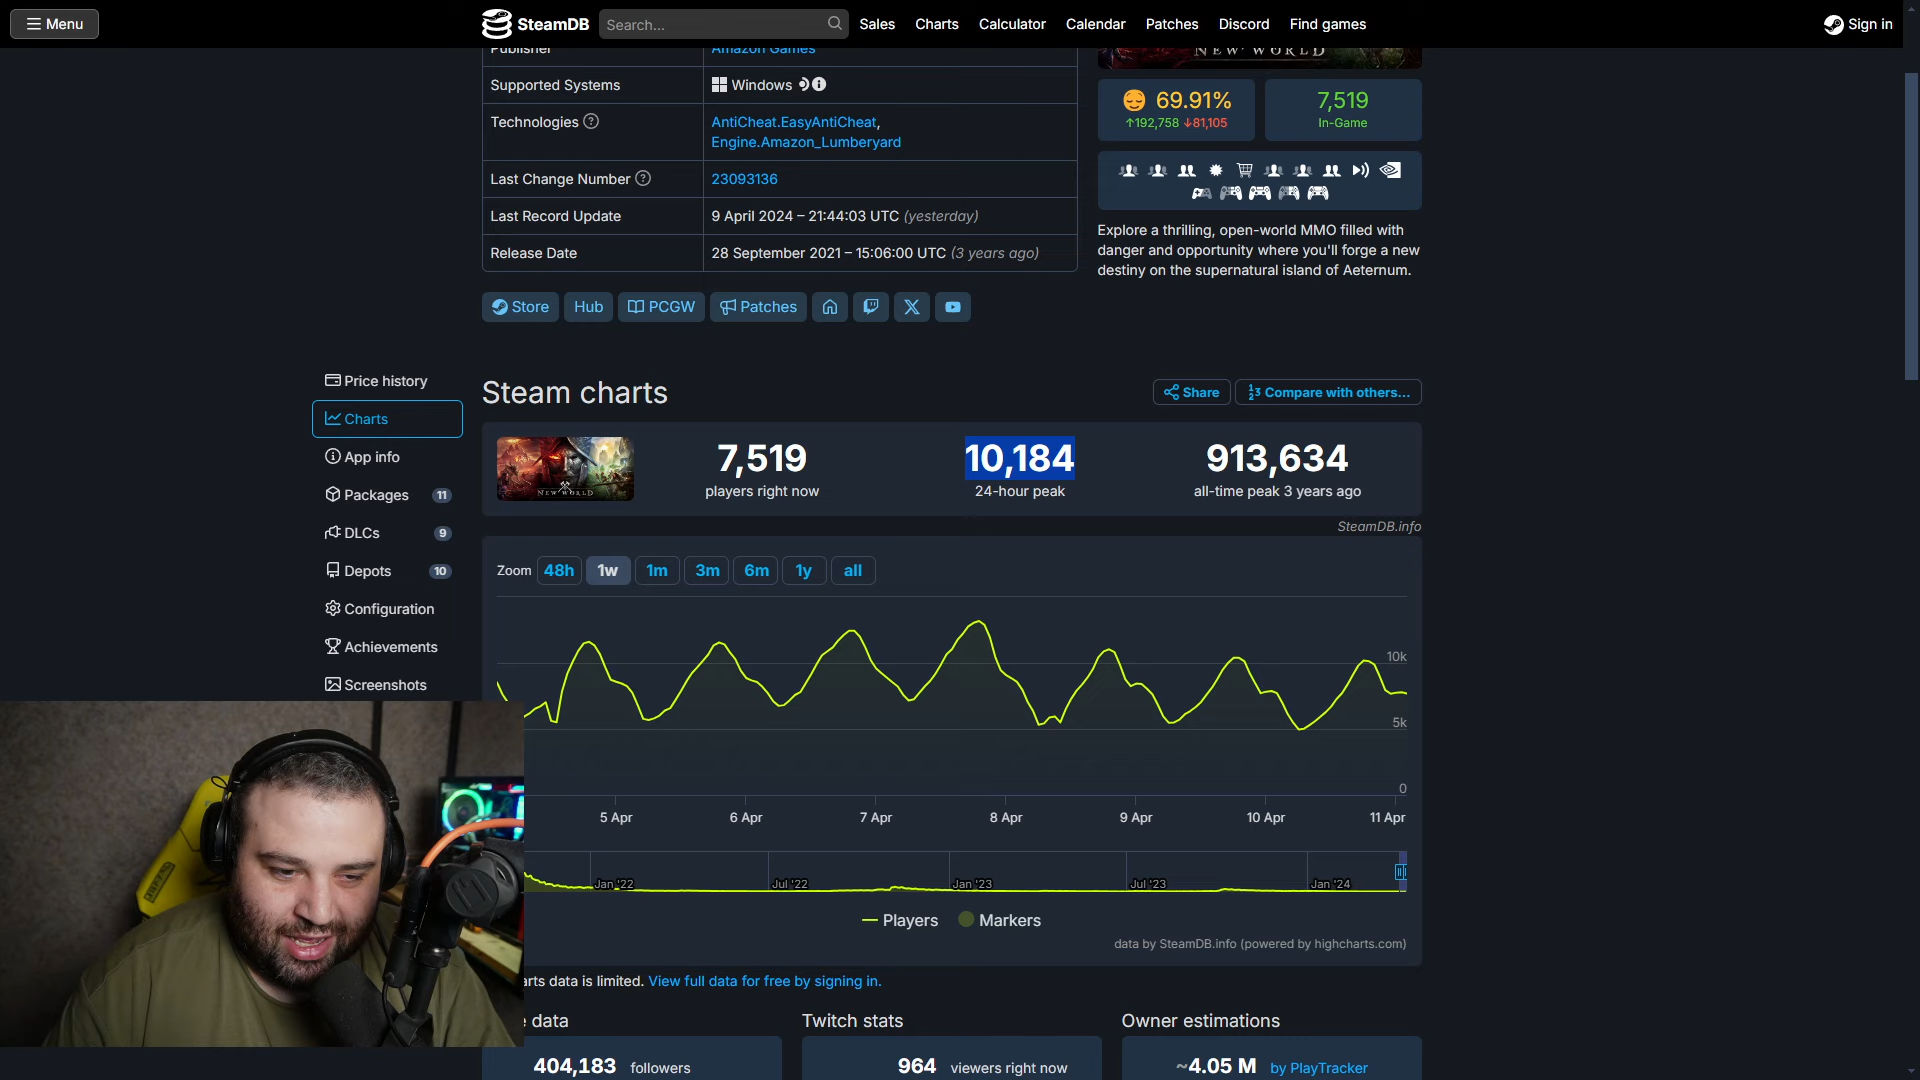 Menu
SteamDB
Search...
Sales
Charts
Calculator
Calendar
Patches
Discord
Find games
Sign in
Publisher
Amazon Games
NEW WORLD
Supported Systems
Windows
Technologies
AntiCheat.EasyAntiCheat,
Engine.Amazon_Lumberyard
Last Change Number
23093136
Last Record Update
9 April 2024 – 21:44:03 UTC (yesterday)
Release Date
28 September 2021 – 15:06:00 UTC (3 years ago)
69.91%
↑192,758 ↓81,105
7,519
In-Game
Explore a thrilling, open-world MMO filled with
danger and opportunity where you'll forge a new
destiny on the supernatural island of Aeternum.
Store
Hub
PCGW
Patches
Price history
Charts
App info
Packages 11
DLCs 9
Depots 10
Configuration
Achievements
Screenshots
Steam charts
Share
Compare with others...
NEW WORLD
7,519
players right now
10,184
24-hour peak
913,634
all-time peak 3 years ago
SteamDB.info
Zoom 48h 1w 1m 3m 6m 1y all
10k
5k
0
5 Apr
6 Apr
7 Apr
8 Apr
9 Apr
10 Apr
11 Apr
Jan '22
Jul '22
Jan '23
Jul '23
Jan '24
Players
Markers
data by SteamDB.info (powered by highcharts.com)
arts data is limited. View full data for free by signing in.
data
Twitch stats
Owner estimations
404,183 followers
964 viewers right now
~4.05 M by PlayTracker